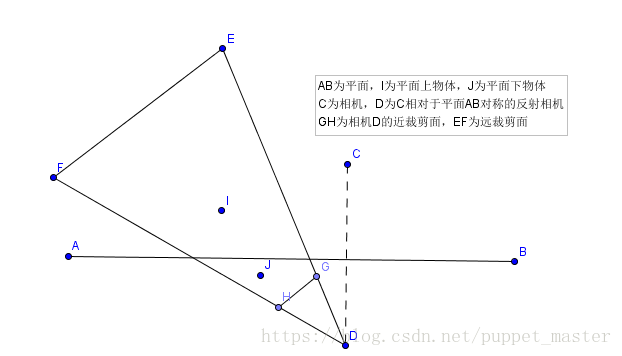 E
AB为平面，I为平面上物体，J为平面下物体
C为相机，D为C相对于平面AB对称的反射相机
GH为相机D的近裁剪面，EF为远裁剪面
C
F
I
A
B
J
G
H
D
https://blog.csdn.net/puppet_master